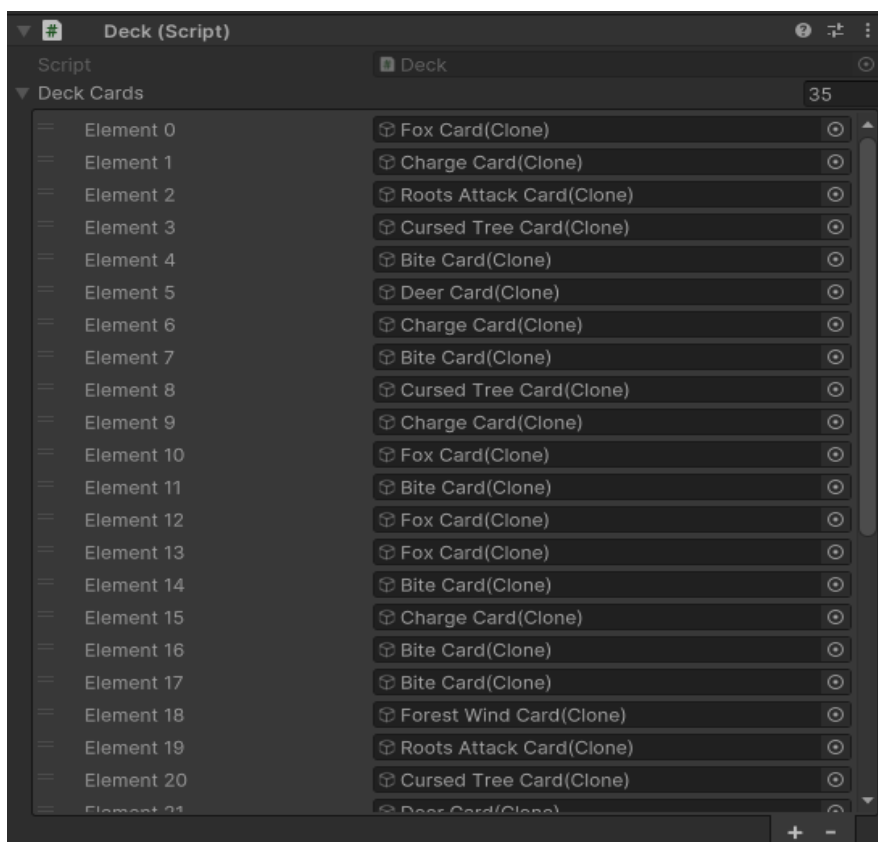 Deck (Script)
Script Deck
Deck Cards 35
Element 0 Fox Card(Clone)
Element 1 Charge Card(Clone)
Element 2 Roots Attack Card(Clone)
Element 3 Cursed Tree Card(Clone)
Element 4 Bite Card(Clone)
Element 5 Deer Card(Clone)
Element 6 Charge Card(Clone)
Element 7 Bite Card(Clone)
Element 8 Cursed Tree Card(Clone)
Element 9 Charge Card(Clone)
Element 10 Fox Card(Clone)
Element 11 Bite Card(Clone)
Element 12 Fox Card(Clone)
Element 13 Fox Card(Clone)
Element 14 Bite Card(Clone)
Element 15 Charge Card(Clone)
Element 16 Bite Card(Clone)
Element 17 Bite Card(Clone)
Element 18 Forest Wind Card(Clone)
Element 19 Roots Attack Card(Clone)
Element 20 Cursed Tree Card(Clone)
Element 21 Deer Card(Clone)